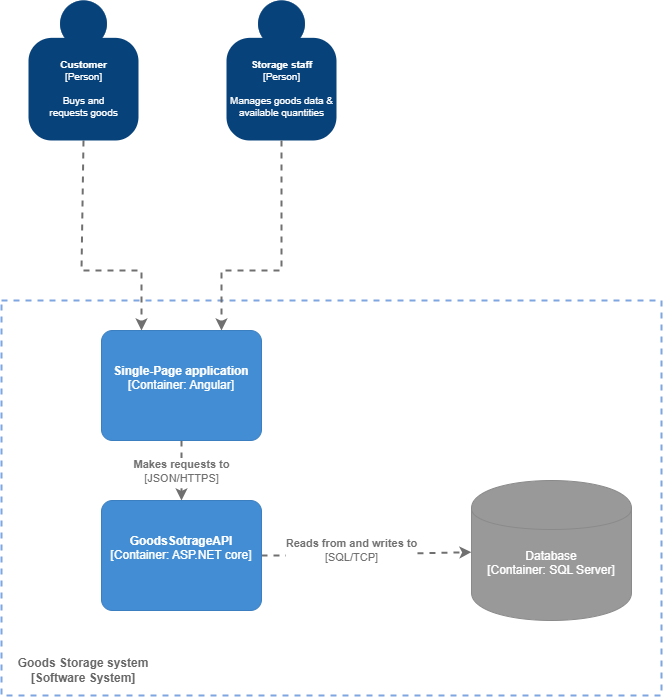 Customer
[Person]
Buys and
requests goods
Storage staff
[Person]
Manages goods data &
available quantities
Single-Page application
[Container: Angular]
Makes requests to
[JSON/HTTPS]
GoodsSotrageAPI
[Container: ASP.NET core]
Reads from and writes to
[SQL/TCP]
Database
[Container: SQL Server]
Goods Storage system
[Software System]